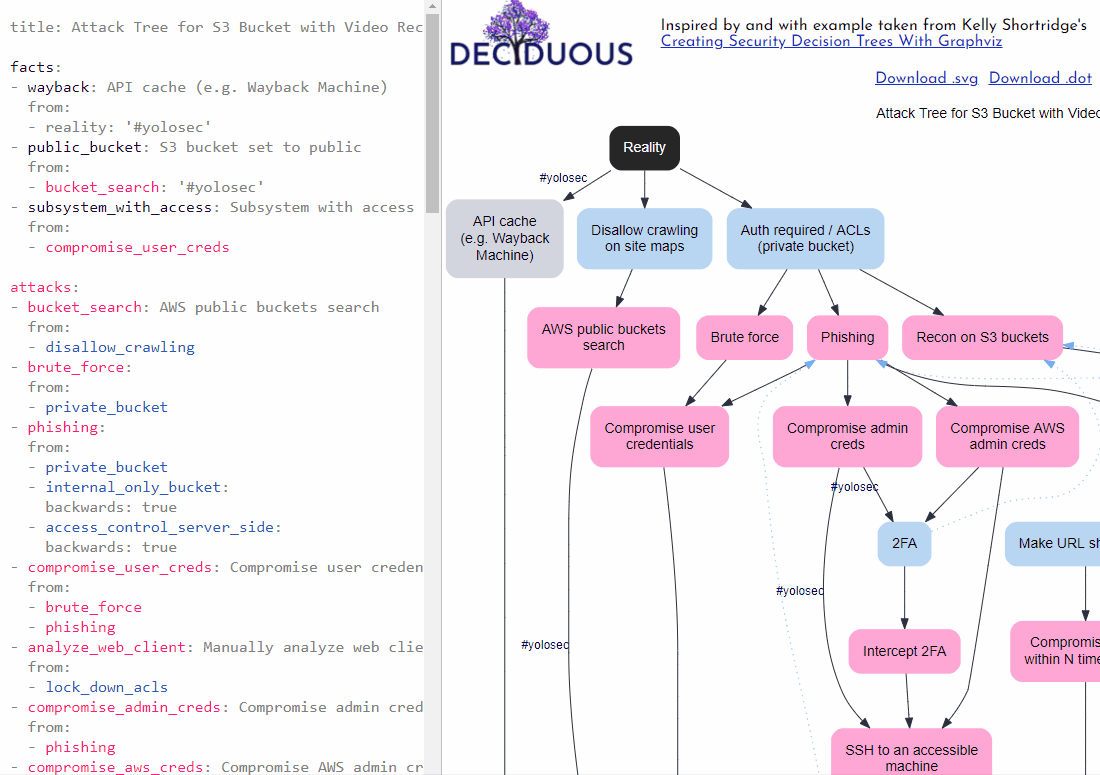 title: Attack Tree for S3 Bucket with Video Rec
facts:
- wayback: API cache (e.g. Wayback Machine)
from:
- reality: '#yolosec'
- public_bucket: S3 bucket set to public
from:
- bucket_search: '#yolosec'
- subsystem_with_access: Subsystem with access
from:
- compromise_user_creds
attacks:
- bucket_search: AWS public buckets search
from:
- disallow_crawling
- brute_force:
from:
- private_bucket
- phishing:
from:
- private_bucket
- internal_only_bucket:
backwards: true
- access_control_server_side:
backwards: true
- compromise_user_creds: Compromise user creden
from:
- brute_force
- phishing
- analyze_web_client: Manually analyze web clie
from:
- lock_down_acls
- compromise_admin_creds: Compromise admin cred
from:
- phishing
- compromise_aws_creds: Compromise AWS admin cr
DECIDUOUS
Inspired by and with example taken from Kelly Shortridge's
Creating Security Decision Trees With Graphviz
Download .svg Download .dot
Attack Tree for S3 Bucket with Video
Reality
#yolosec
API cache
(e.g. Wayback
Machine)
Disallow crawling
on site maps
Auth required / ACLs
(private bucket)
AWS public buckets
search
Brute force
Phishing
Recon on S3 buckets
Compromise user
credentials
Compromise admin
creds
Compromise AWS
admin creds
#yolosec
2FA
Make URL sh
#yolosec
#yolosec
Intercept 2FA
Compromis
within N time
SSH to an accessible
machine